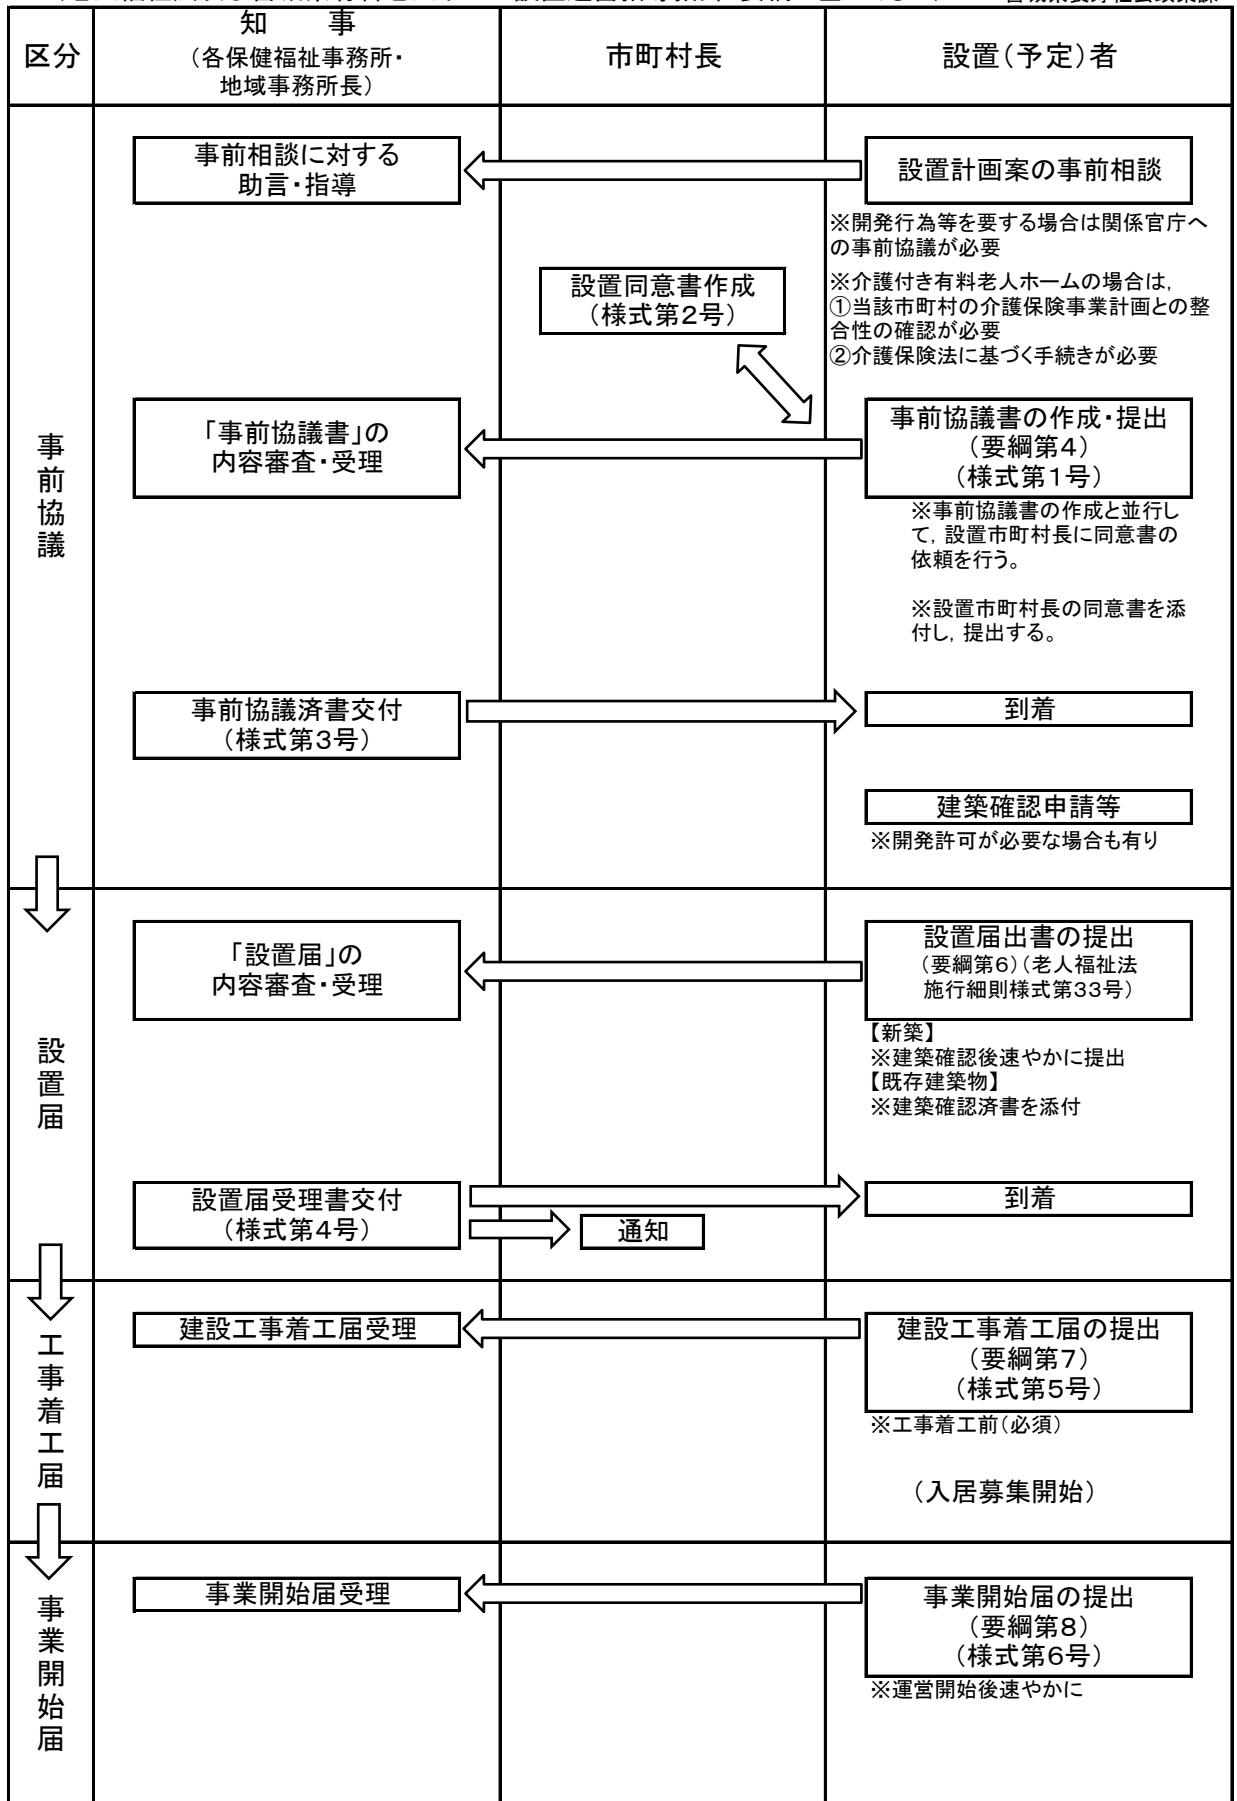 区分
知 事
（各保健福祉事務所・
地域事務所長）
市町村長
設置（予定）者
事前協議
事前相談に対する
助言・指導
設置計画案の事前相談
※開発行為等を要する場合は関係官庁へ
の事前協議が必要
※介護付き有料老人ホームの場合は，
①当該市町村の介護保険事業計画との整
合性の確認が必要
②介護保険法に基づく手続きが必要
設置同意書作成
（様式第２号）
「事前協議書」の
内容審査・受理
事前協議書の作成・提出
（要綱第４）
（様式第１号）
※事前協議書の作成と並行し
て，設置市町村長に同意書の
依頼を行う。
※設置市町村長の同意書を添
付し，提出する。
事前協議済書交付
（様式第３号）
到着
建築確認申請等
※開発許可が必要な場合も有り
設置届
「設置届」の
内容審査・受理
設置届出書の提出
（要綱第６）（老人福祉法
施行細則様式第３３号）
【新築】
※建築確認後速やかに提出
【既存建築物】
※建築確認済書を添付
設置届受理書交付
（様式第４号）
通知
到着
工事着工届
建設工事着工届受理
建設工事着工届の提出
（要綱第７）
（様式第５号）
※工事着工前（必須）
（入居募集開始）
事業開始届
事業開始届受理
事業開始届の提出
（要綱第８）
（様式第６号）
※運営開始後速やかに